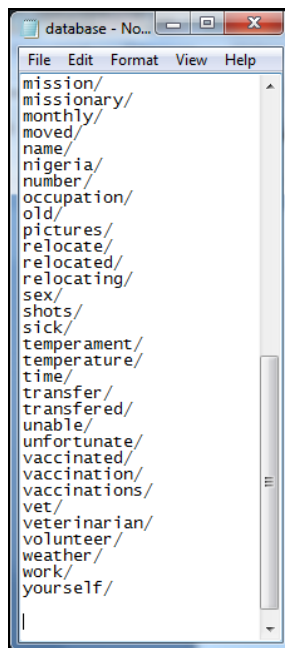 database - No...
File Edit Format View Help
mission/
missionary/
monthly/
moved/
name/
nigeria/
number/
occupation/
old/
pictures/
relocate/
relocated/
relocating/
sex/
shots/
sick/
temperament/
temperature/
time/
transfer/
transfered/
unable/
unfortunate/
vaccinated/
vaccination/
vaccinations/
vet/
veterinarian/
volunteer/
weather/
work/
yourself/